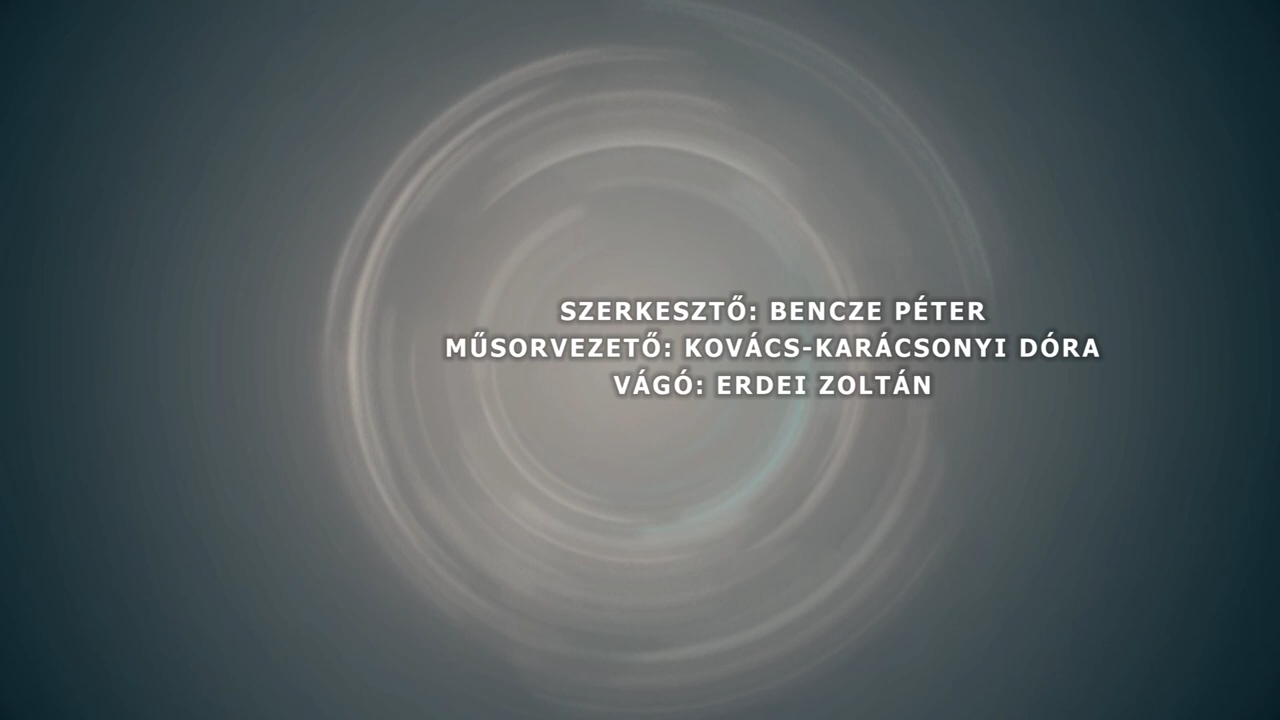 SZERKESZTŐ: BENCZE PÉTER
MŰSORVEZETŐ: KOVÁCS-KARÁCSONYI DÓRA
VÁGÓ: ERDEI ZOLTÁN